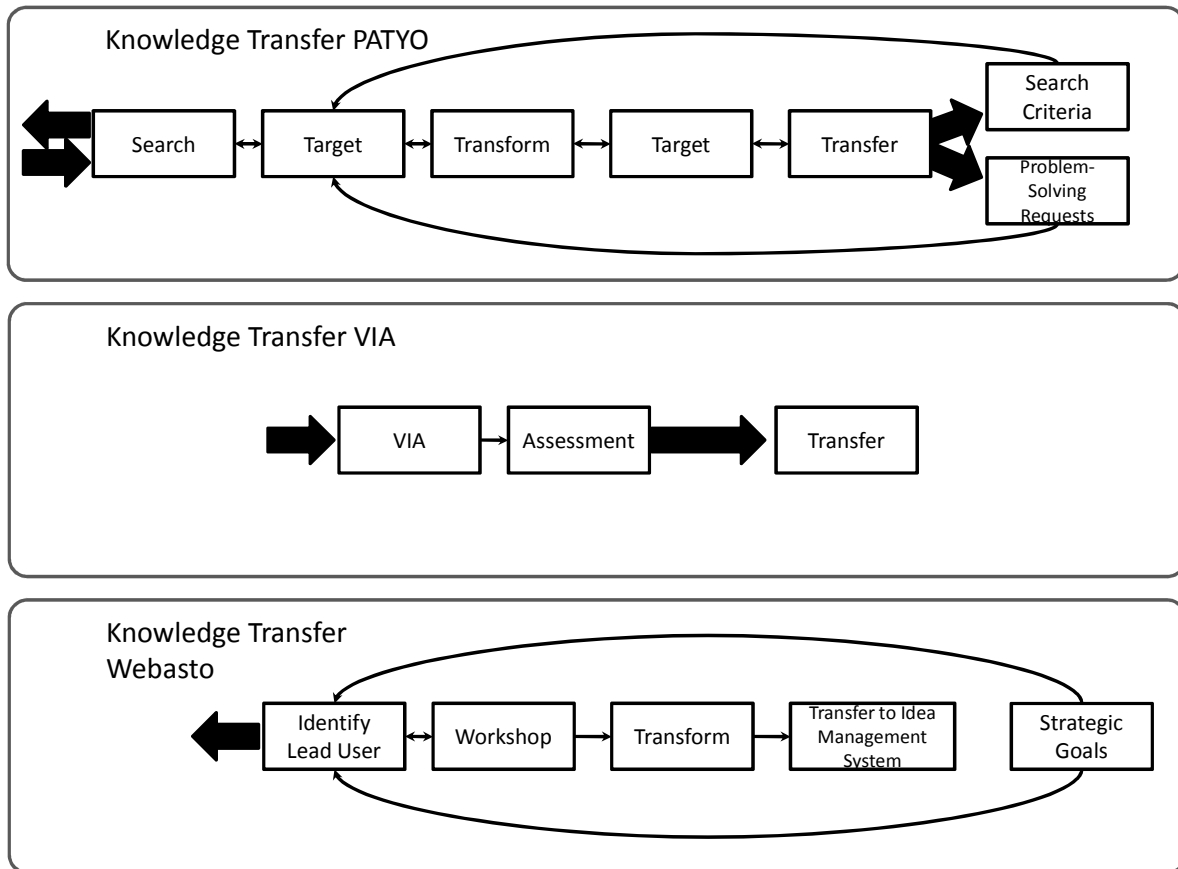 Knowledge Transfer PATYO
Search
Criteria
Search
Target
Transform
Target
Transfer
Problem-
Solving
Requests
Knowledge Transfer VIA
VIA
Assessment
Transfer
Knowledge Transfer
Webasto
Identify
Lead User
Workshop
Transform
Transfer to Idea
Management
System
Strategic
Goals